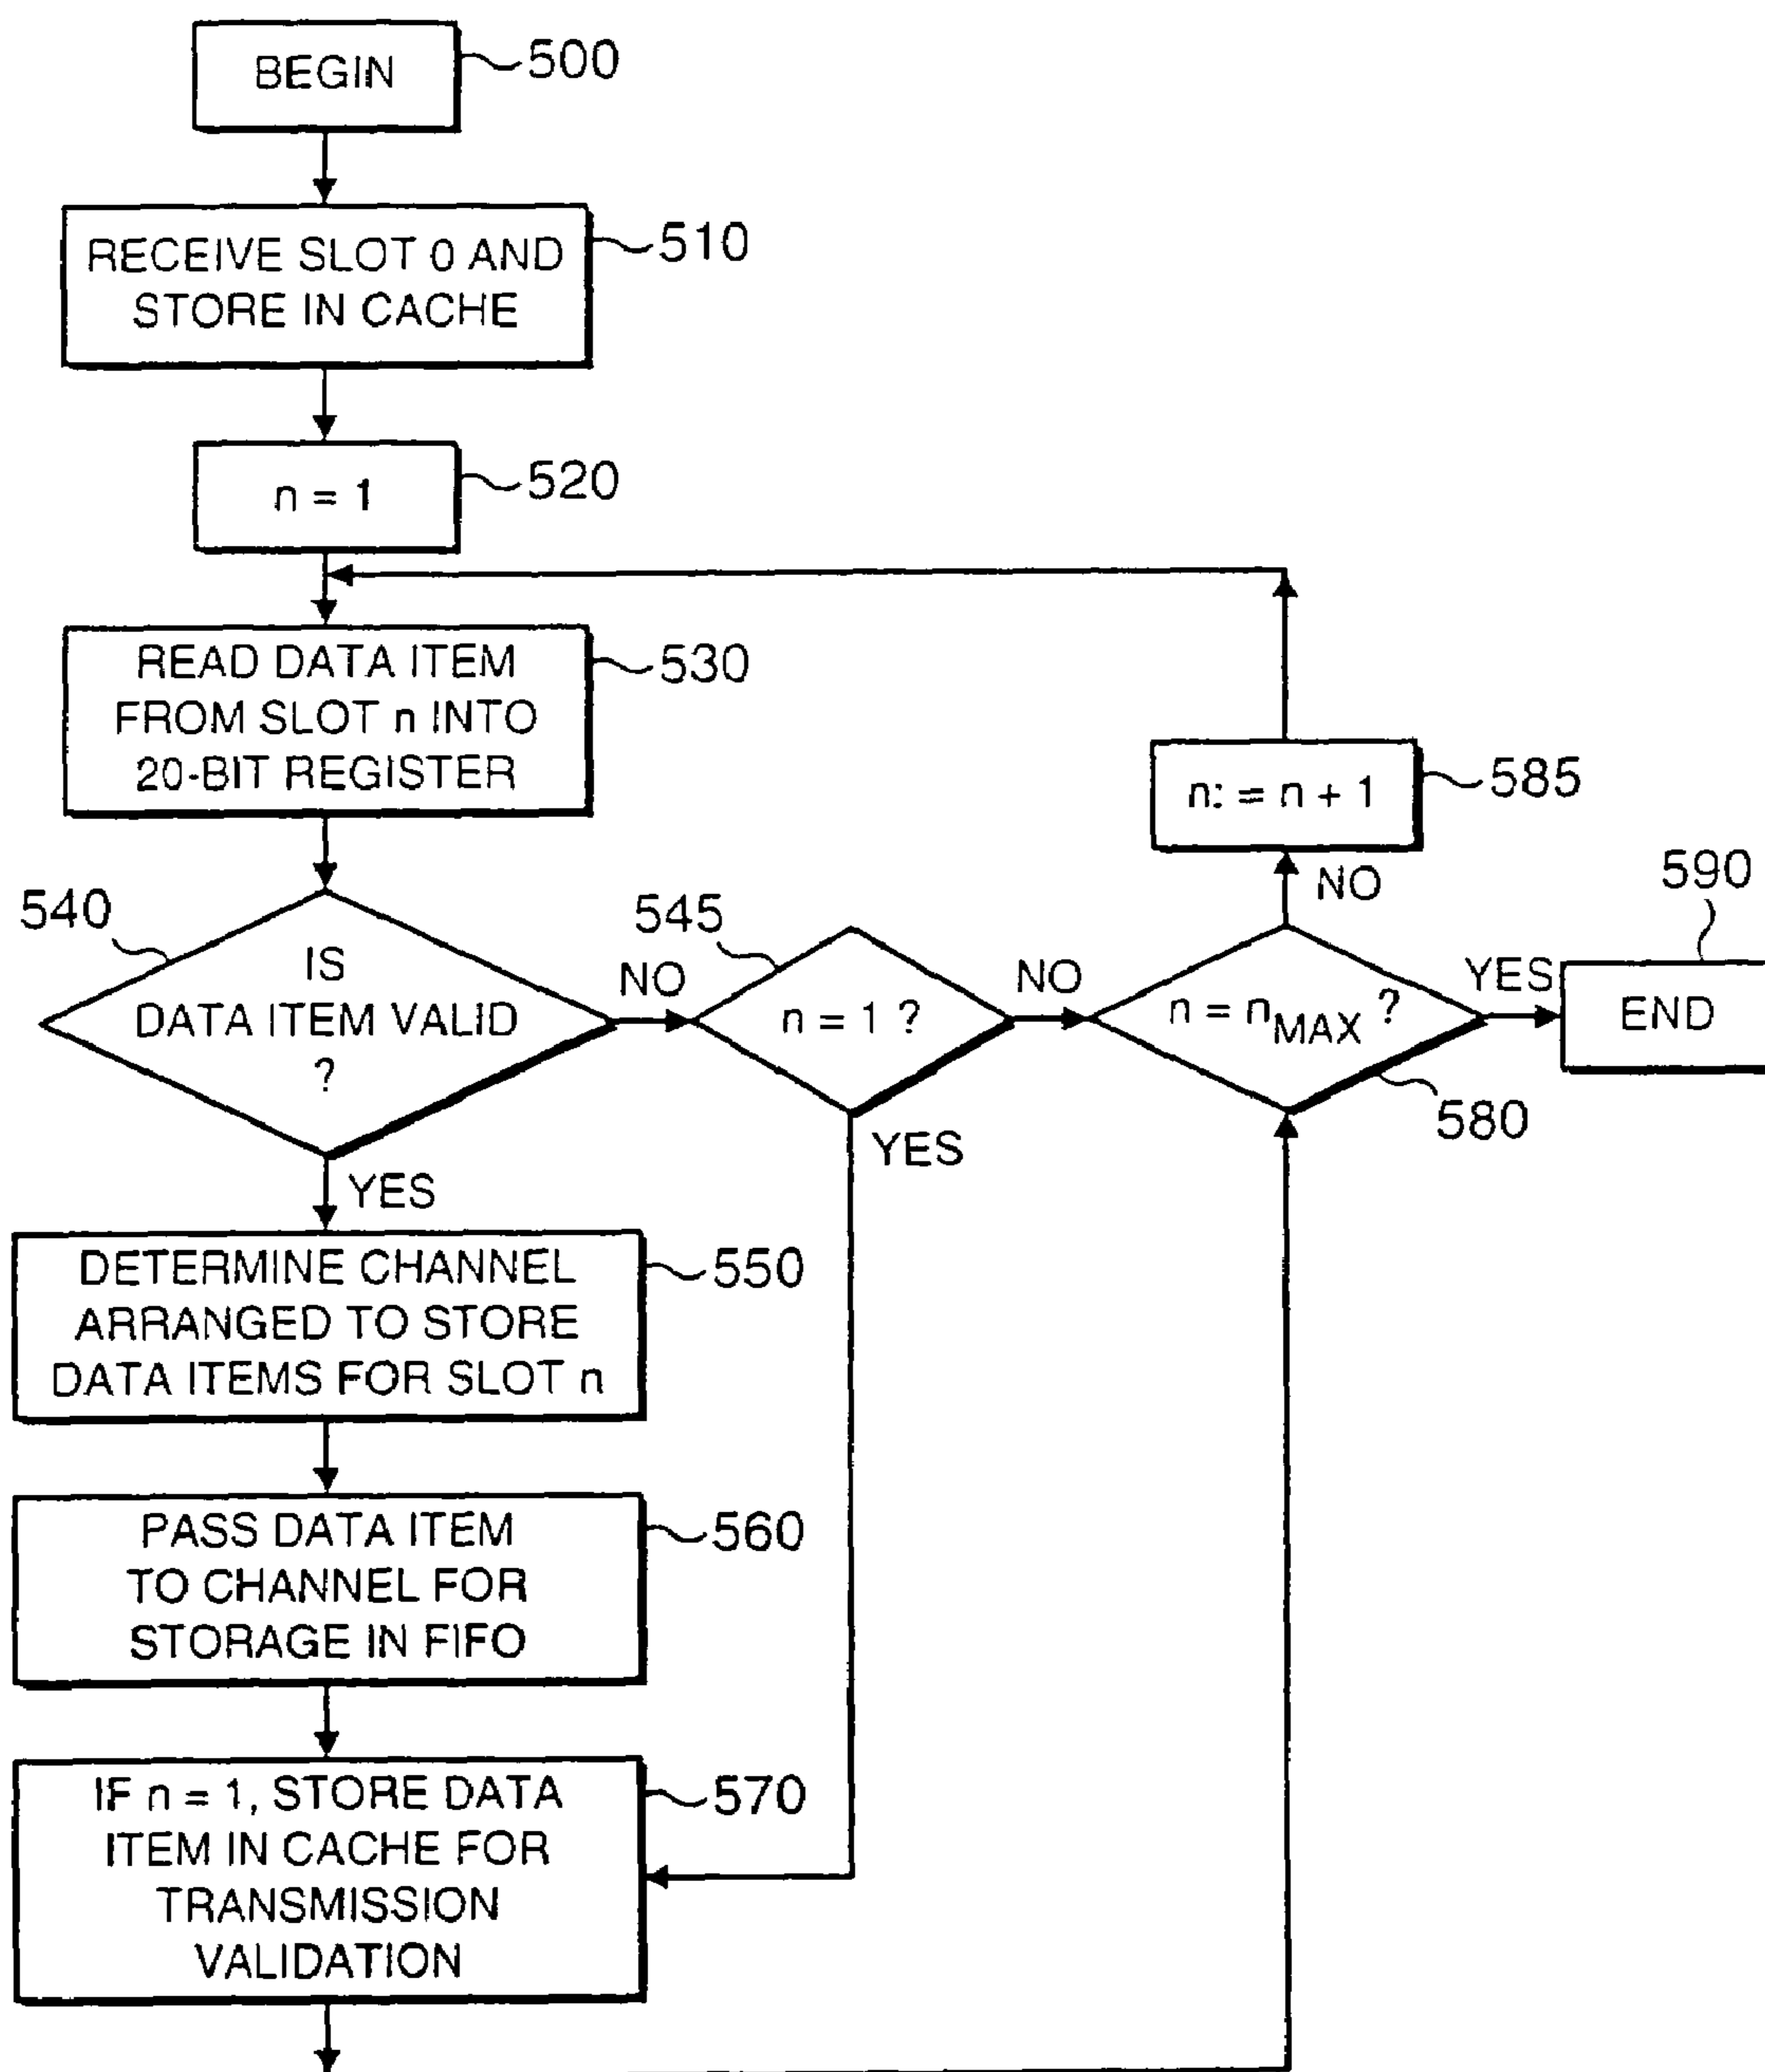 BEGIN
500
RECEIVE SLOT 0 AND
STORE IN CACHE
510
n = 1
520
READ DATA ITEM
FROM SLOT n INTO
20-BIT REGISTER
530
n: = n + 1
585
NO
590
540
IS
DATA ITEM VALID
?
NO
545
n = 1 ?
NO
n = nMAX ?
YES
END
580
YES
YES
DETERMINE CHANNEL
ARRANGED TO STORE
DATA ITEMS FOR SLOT n
550
PASS DATA ITEM
TO CHANNEL FOR
STORAGE IN FIFO
560
IF n = 1, STORE DATA
ITEM IN CACHE FOR
TRANSMISSION
VALIDATION
570